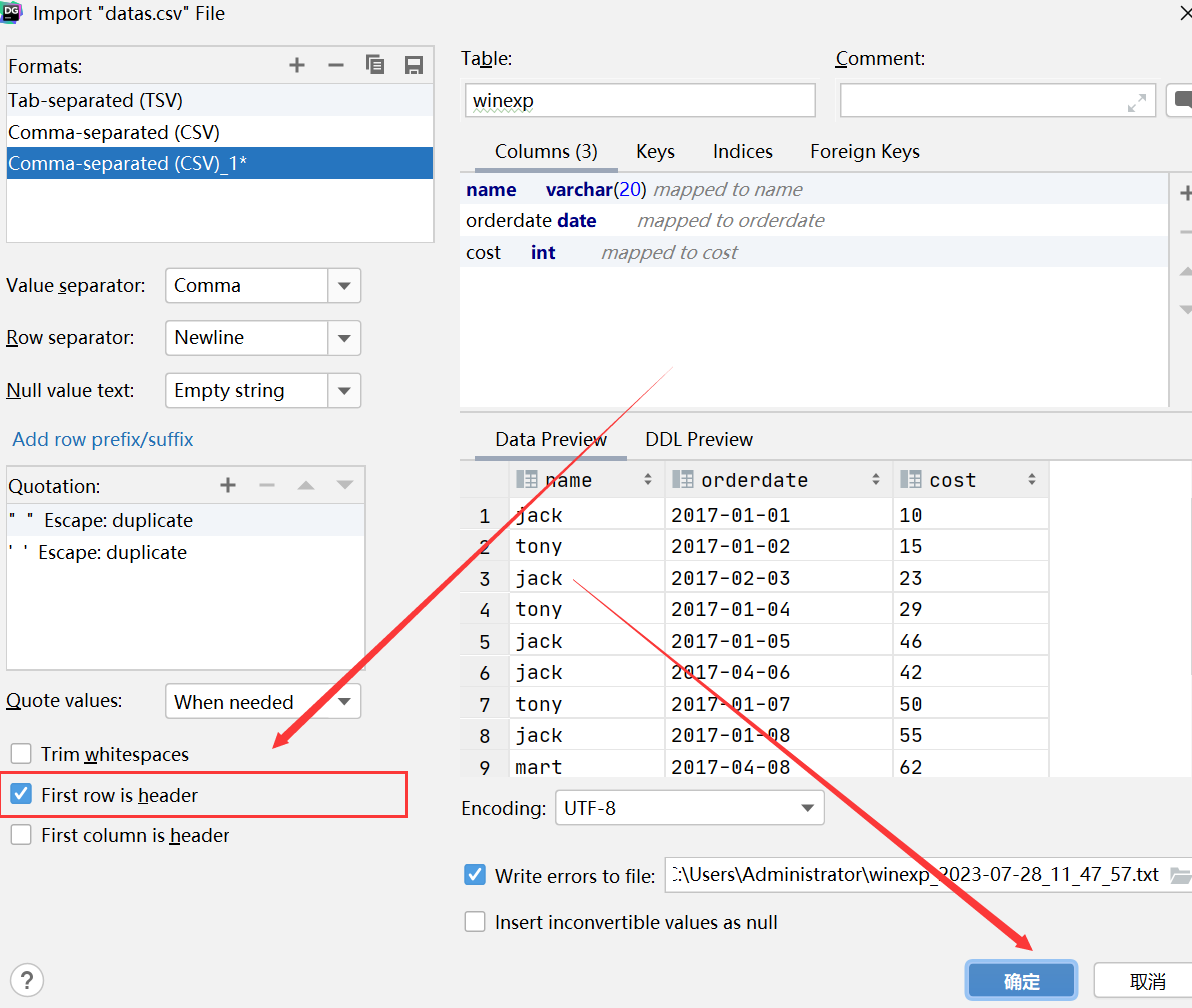 DG
Import "datas.csv" File
Formats:
Tab-separated (TSV)
Comma-separated (CSV)
Comma-separated (CSV)_1*
Value separator: Comma
Row separator: Newline
Null value text: Empty string
Add row prefix/suffix
Quotation:
" " Escape: duplicate
' ' Escape: duplicate
Quote values: When needed
Trim whitespaces
First row is header
First column is header
?
Table: Comment:
winexp
Columns (3) Keys Indices Foreign Keys
name varchar(20) mapped to name
orderdate date mapped to orderdate
cost int mapped to cost
Data Preview DDL Preview
name orderdate cost
1 jack 2017-01-01 10
2 tony 2017-01-02 15
3 jack 2017-02-03 23
4 tony 2017-01-04 29
5 jack 2017-01-05 46
6 jack 2017-04-06 42
7 tony 2017-01-07 50
8 jack 2017-01-08 55
9 mart 2017-04-08 62
Encoding: UTF-8
Write errors to file: C:\Users\Administrator\winexp_2023-07-28_11_47_57.txt
Insert inconvertible values as null
确定 取消